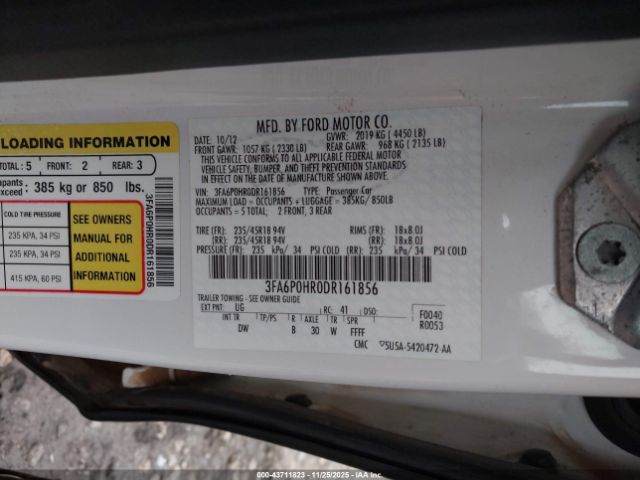 LOADING INFORMATION
TOTAL: 5 FRONT: 2 REAR: 3
385 kg or 850 lbs.
COLD TIRE PRESSURE
235 KPA, 34 PSI
235 KPA, 34 PSI
415 KPA, 60 PSI
SEE OWNERS
MANUAL FOR
ADDITIONAL
INFORMATION
3FA6P0HR0DR161856
MFD. BY FORD MOTOR CO.
10/12 GVWR: 2019 KG ( 4450 LB)
FRONT GAWR: 1057 KG ( 2330 LB) REAR GAWR: 968 KG ( 2135 LB)
THIS VEHICLE CONFORMS TO ALL APPLICABLE FEDERAL MOTOR
VEHICLE SAFETY, BUMPER, AND THEFT PREVENTION STANDARDS
IN EFFECT ON THE DATE OF MANUFACTURE SHOWN ABOVE.
VIN: 3FA6P0HR0DR161856 TYPE: Passenger Car
MAXIMUM LOAD = OCCUPANTS + LUGGAGE = 385KG/ 850LB
OCCUPANTS = 5 TOTAL: 2 FRONT, 3 REAR
TIRE (FR): 235/45R18 94V RIMS (FR): 18x8.0J
(RR): 235/45R18 94V (RR): 18x8.0J
PRESSURE (FR): 235 kPa/ 34 PSI COLD (RR): 235 kPa/ 34 PSI COLD
3FA6P0HR0DR161856
TRAILER TOWING - SEE OWNER GUIDE
EXT PNT: UG RC: 41 DSO: F0040
INT TR TP/PS R AXLE TR SPR R0053
DW B 30 W FFFF
CMC 5U5A-5420472-AA
000-43711823 - 11/25/2025 - IAAI.COM